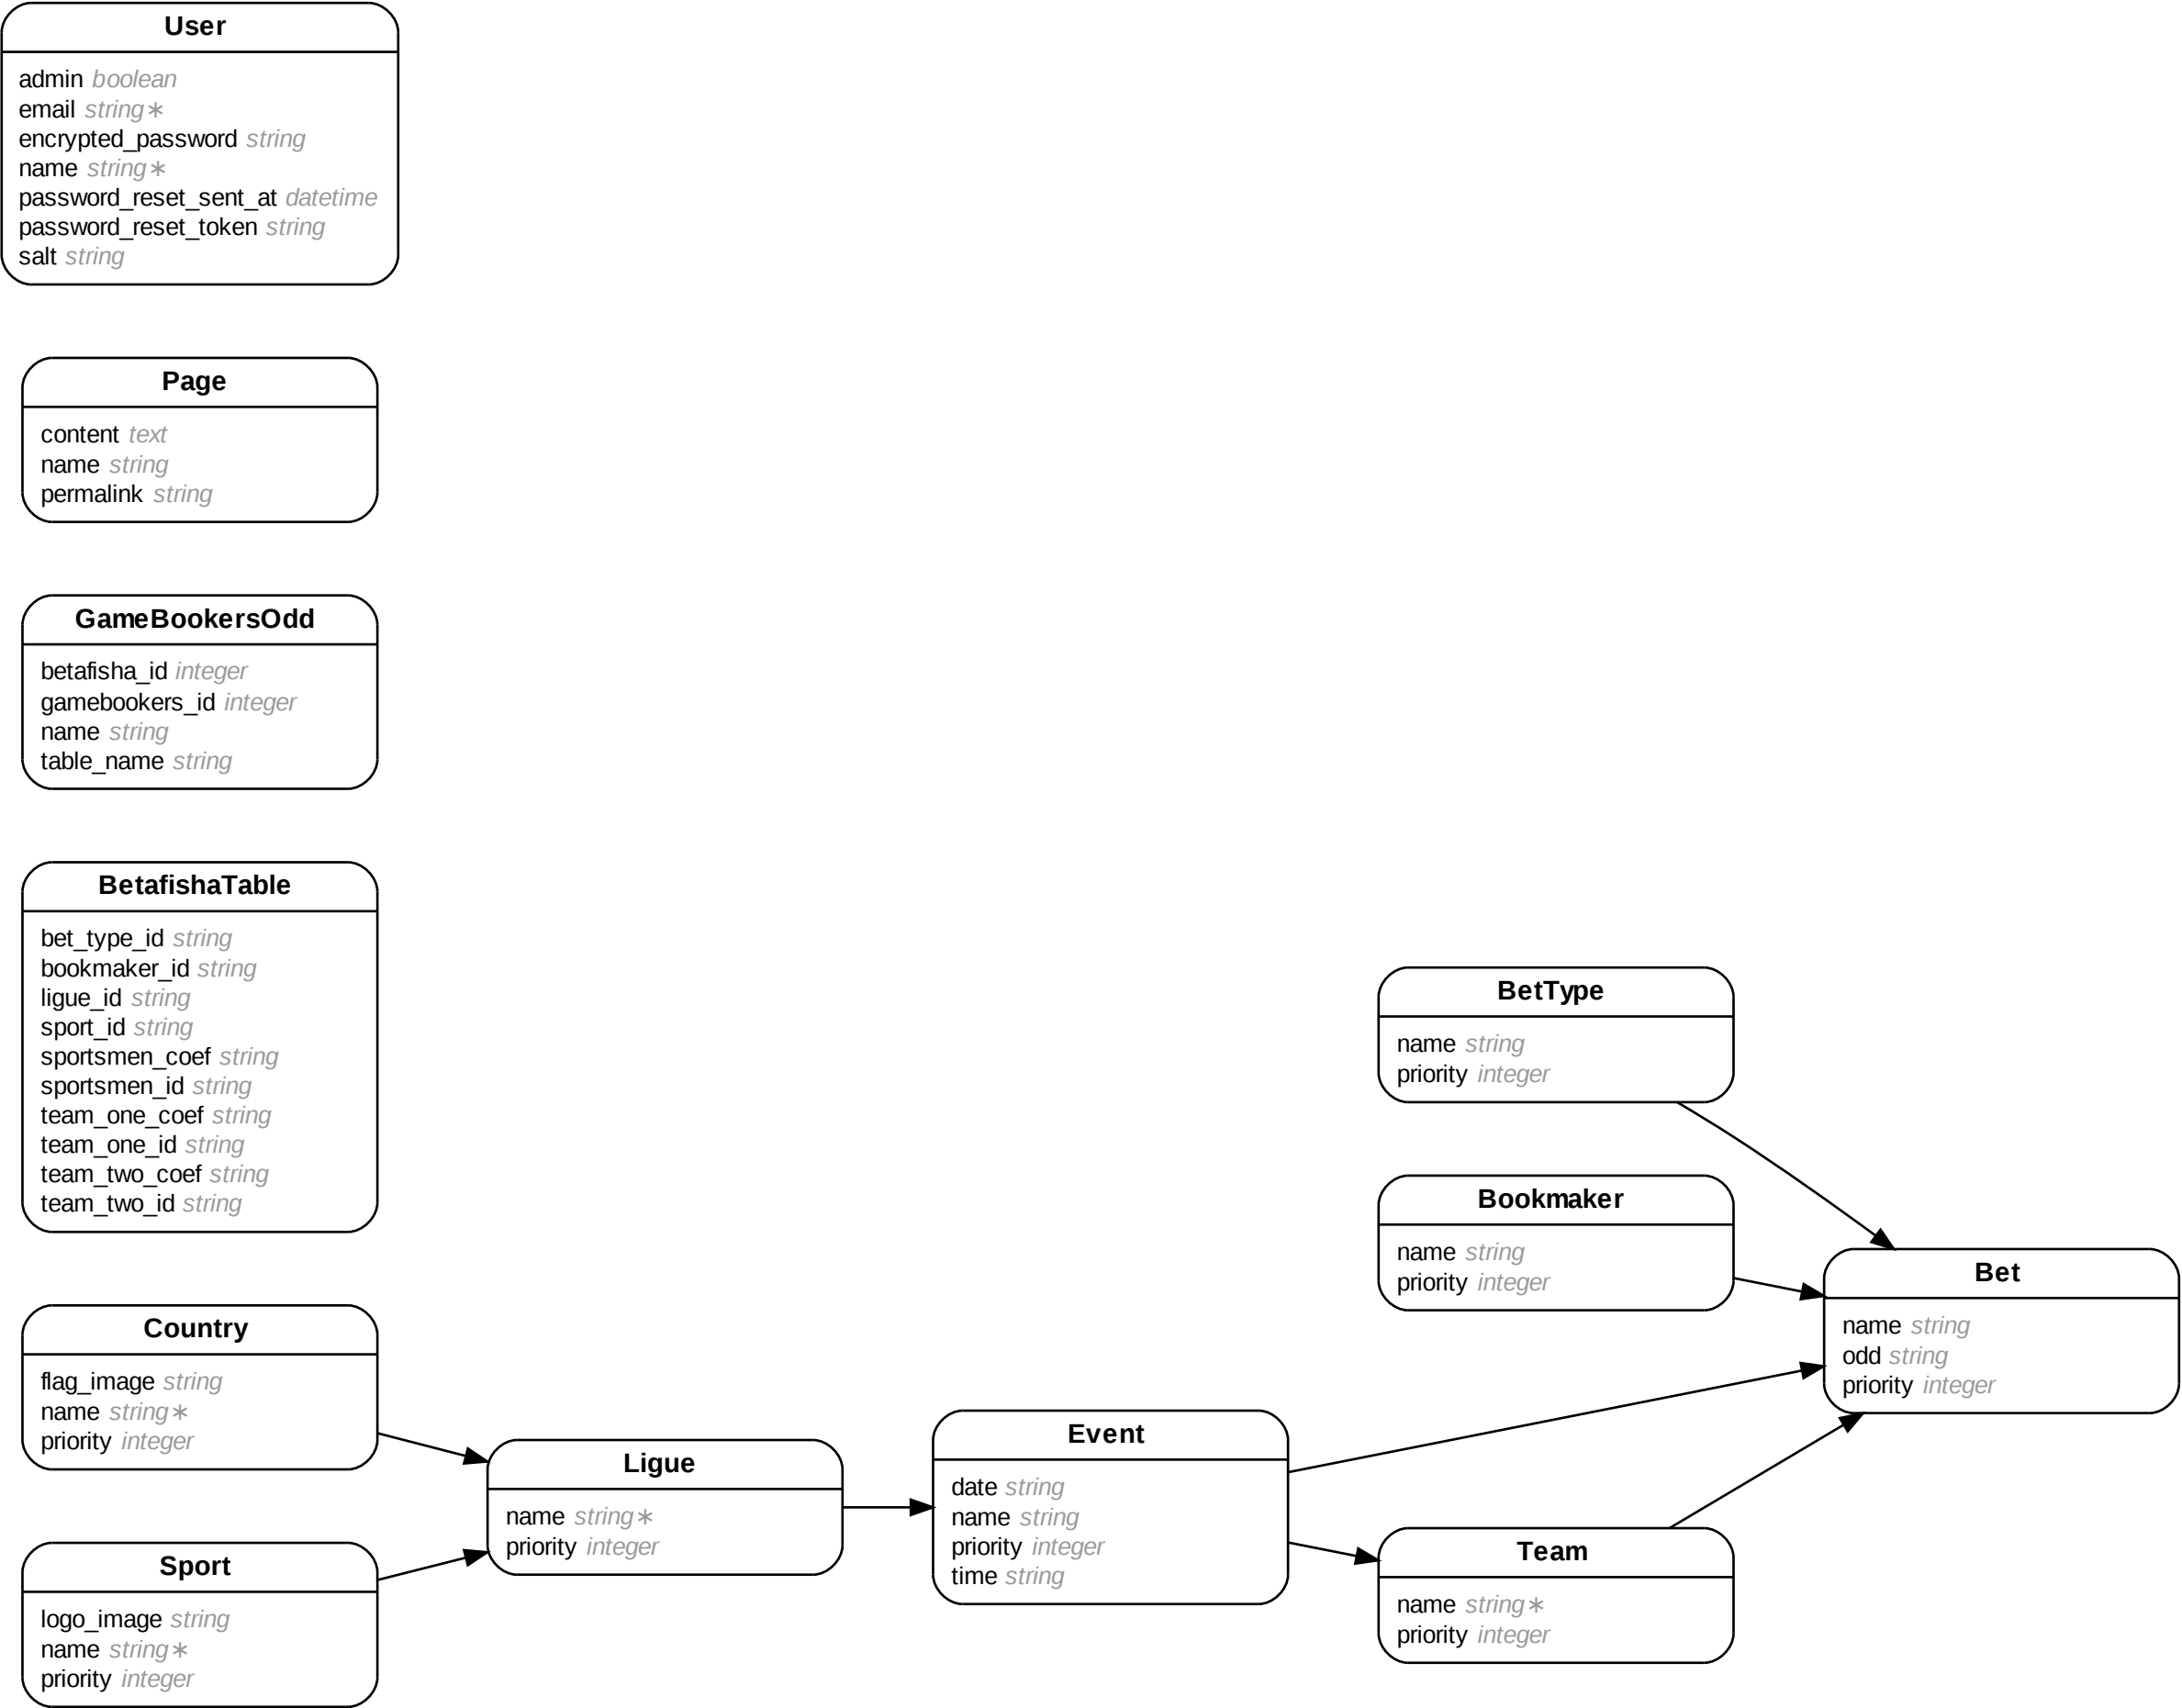 User
admin boolean
email string∗
encrypted_password string
name string∗
password_reset_sent_at datetime
password_reset_token string
salt string
Page
content text
name string
permalink string
GameBookersOdd
betafisha_id integer
gamebookers_id integer
name string
table_name string
BetafishaTable
bet_type_id string
bookmaker_id string
ligue_id string
sport_id string
sportsmen_coef string
sportsmen_id string
team_one_coef string
team_one_id string
team_two_coef string
team_two_id string
Country
flag_image string
name string∗
priority integer
Sport
logo_image string
name string∗
priority integer
Ligue
name string∗
priority integer
Event
date string
name string
priority integer
time string
BetType
name string
priority integer
Bookmaker
name string
priority integer
Team
name string∗
priority integer
Bet
name string
odd string
priority integer